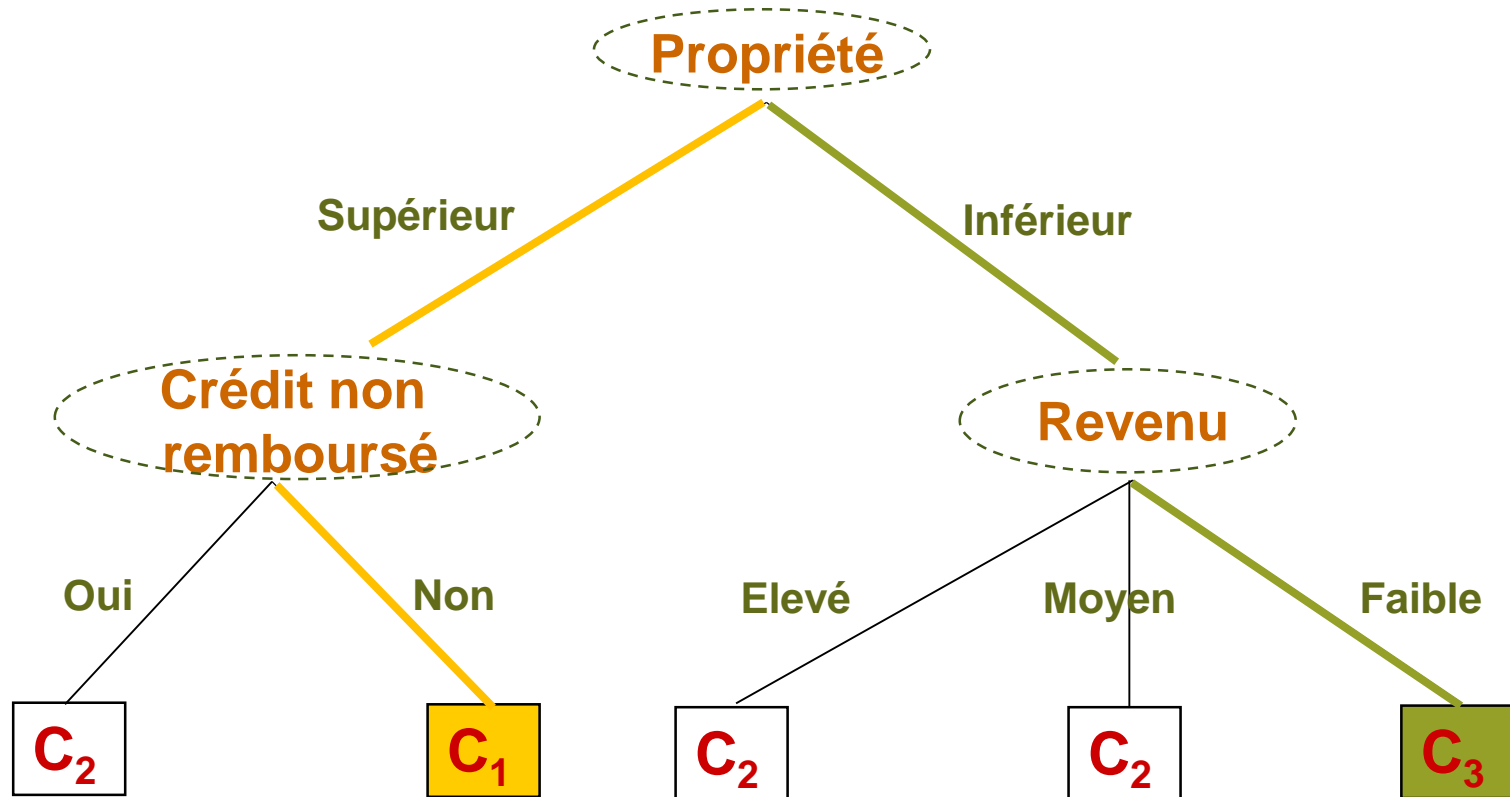 Propriété
Supérieur
Inférieur
Crédit non
remboursé
Revenu
Oui
Non
Elevé
Moyen
Faible
C₂
C₁
C₂
C₂
C₃